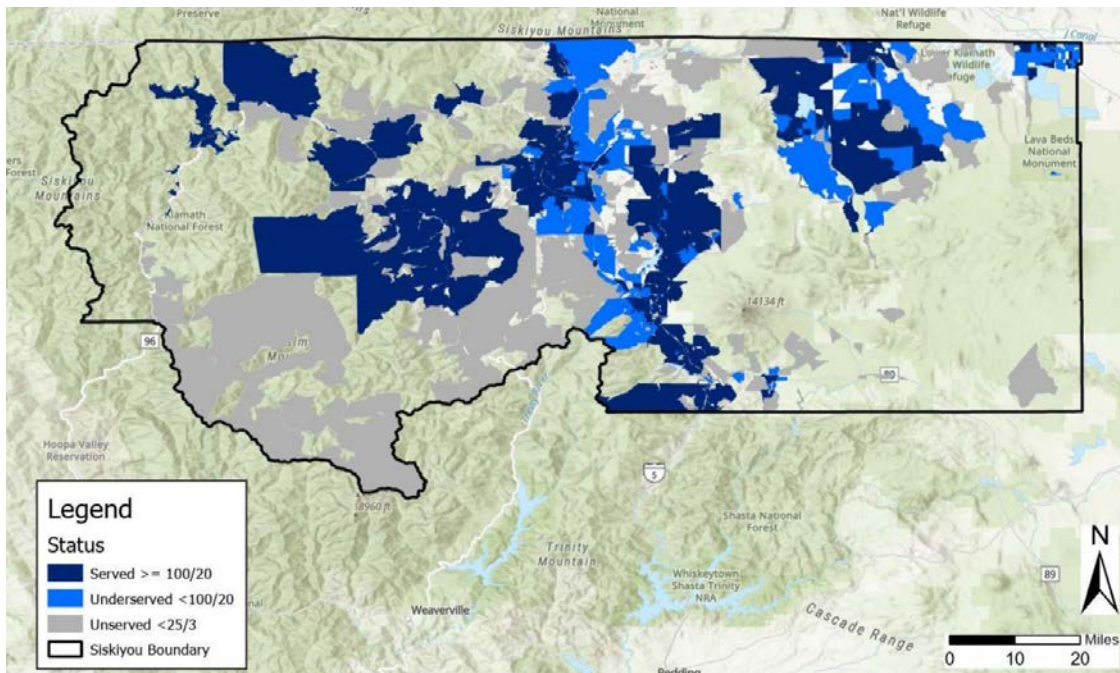 Preserve
National
Monument
Siskiyou Mountains
Nat'l Wildlife
Refuge
J Canal
Lower Klamath
Wildlife
Refuge
Lava Beds
National
Monument
Forest
Siskiyou
Mountains
Klamath
National Forest
14134 ft
96
80
Hoopa Valley
Reservation
5
8960 ft
Shasta National
Forest
Trinity
Mountain
Whiskeytown
Shasta Trinity
NRA
89
Weaverville
Cascade Range
Redding
Legend
Status
Served >= 100/20
Underserved <100/20
Unserved <25/3
Siskiyou Boundary
N
Miles
0 10 20